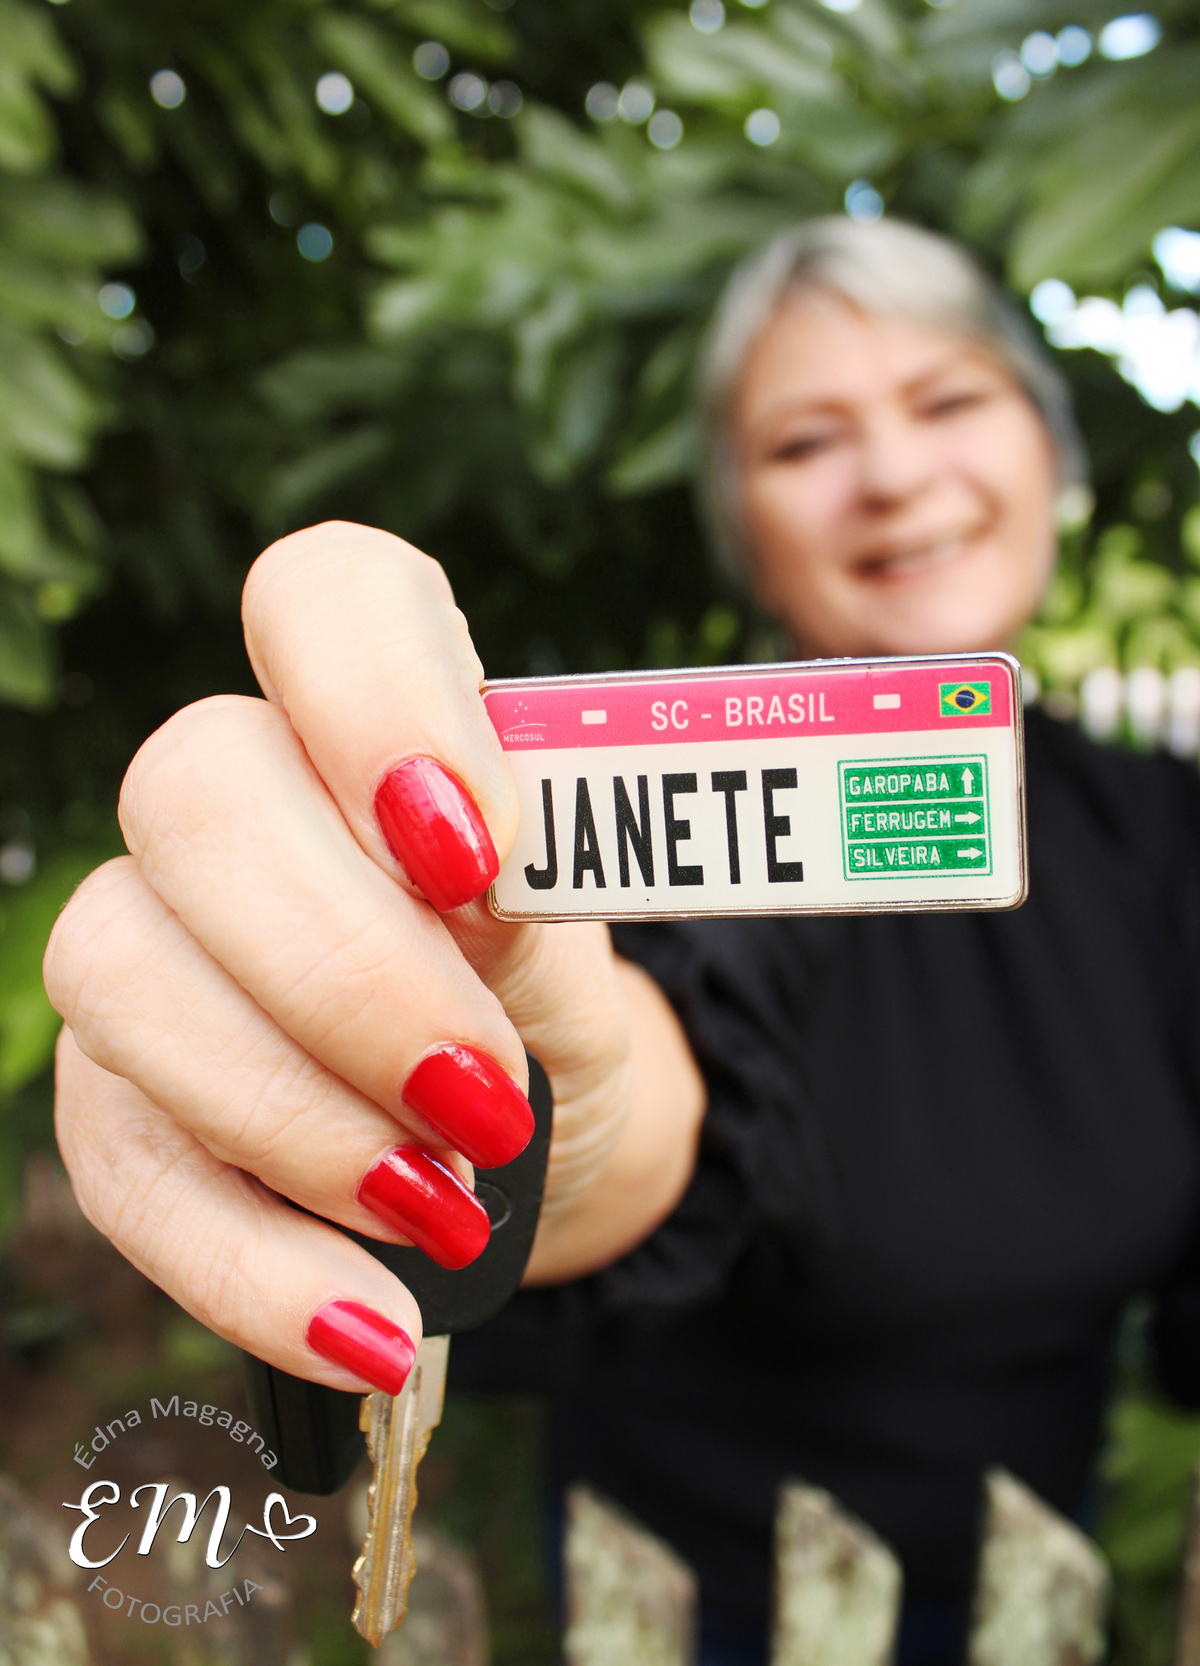 SC - BRASIL
MERCOSUL
JANETE
GAROPABA
FERRUGEM
SILVEIRA
Édna Magagna
EM
FOTOGRAFIA